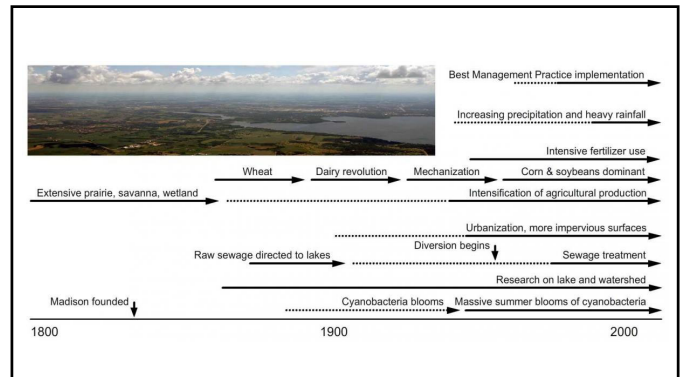 Best Management Practice implementation
Increasing precipitation and heavy rainfall
Intensive fertilizer use
Wheat Dairy revolution Mechanization Corn & soybeans dominant
Extensive prairie, savanna, wetland Intensification of agricultural production
Urbanization, more impervious surfaces
Diversion begins
Raw sewage directed to lakes Sewage treatment
Research on lake and watershed
Madison founded Cyanobacteria blooms Massive summer blooms of cyanobacteria
1800 1900 2000